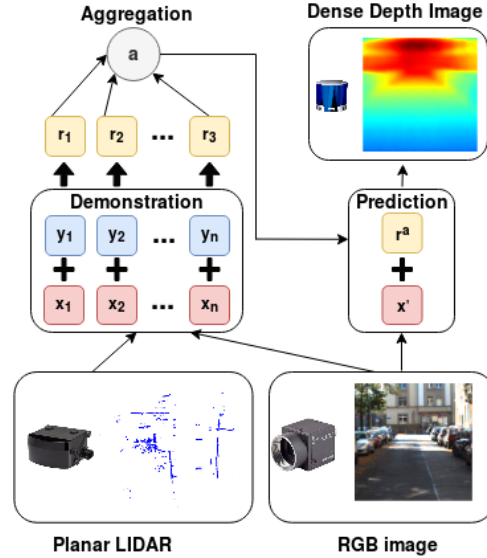 Aggregation
Dense Depth Image
a
r1
r2
...
r3
Demonstration
Prediction
y1
y2
...
yn
ra
+
+
+
+
x1
x2
...
xn
x'
Planar LIDAR
RGB image